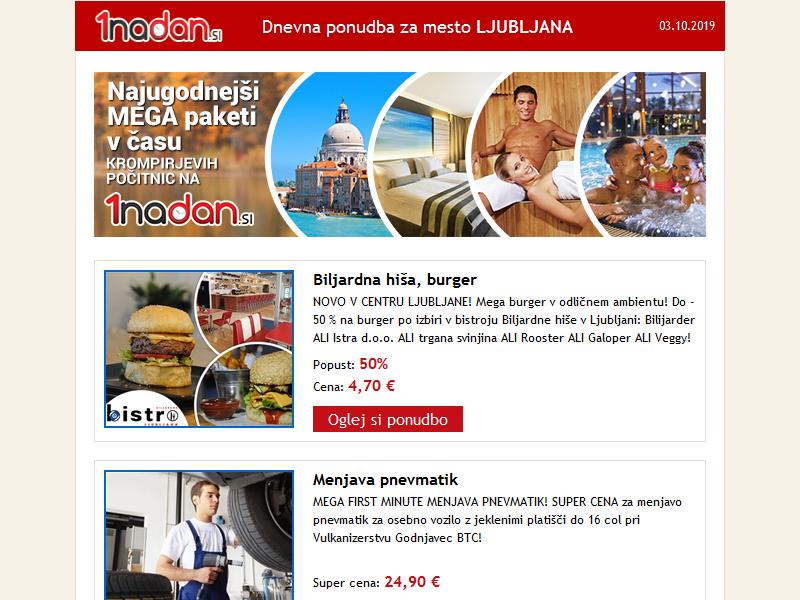 1nadan.si
Dnevna ponudba za mesto LJUBLJANA
03.10.2019
Najugodnejši
MEGA paketi
v času
KROMPIRJEVIH
POČITNIC NA
1nadan.si
Biljardna hiša, burger
NOVO V CENTRU LJUBLJANE! Mega burger v odličnem ambientu! Do -
50 % na burger po izbiri v bistroju Biljardne hiše v Ljubljani: Bilijarder
ALI Istra d.o.o. ALI trgana svinjina ALI Rooster ALI Galoper ALI Veggy!
Popust: 50%
Cena: 4,70 €
Oglej si ponudbo
bistro
LJUBLJANA
Menjava pnevmatik
MEGA FIRST MINUTE MENJAVA PNEVMATIK! SUPER CENA za menjavo
pnevmatik za osebno vozilo z jeklenimi platišči do 16 col pri
Vulkanizerstvu Godnjavec BTC!
Super cena: 24,90 €